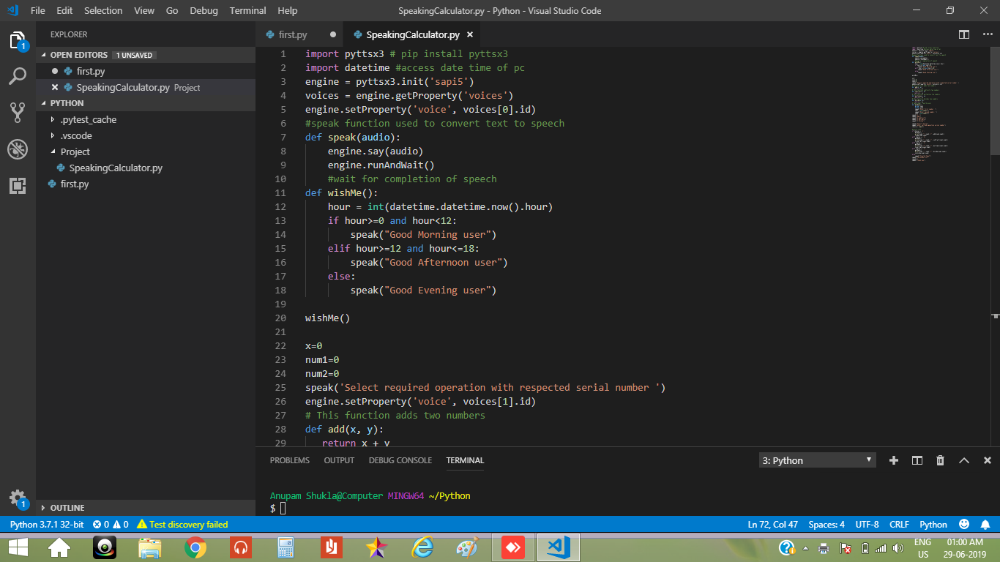 File Edit Selection View Go Debug Terminal Help
SpeakingCalculator.py - Python - Visual Studio Code
EXPLORER
OPEN EDITORS 1 UNSAVED
first.py
SpeakingCalculator.py Project
PYTHON
.pytest_cache
.vscode
Project
SpeakingCalculator.py
first.py
OUTLINE
1
1
first.py
SpeakingCalculator.py
1 import pyttsx3 # pip install pyttsx3
2 import datetime #access date time of pc
3 engine = pyttsx3.init('sapi5')
4 voices = engine.getProperty('voices')
5 engine.setProperty('voice', voices[0].id)
6 #speak function used to convert text to speech
7 def speak(audio):
8 engine.say(audio)
9 engine.runAndWait()
10 #wait for completion of speech
11 def wishMe():
12 hour = int(datetime.datetime.now().hour)
13 if hour>=0 and hour<12:
14 speak("Good Morning user")
15 elif hour>=12 and hour<=18:
16 speak("Good Afternoon user")
17 else:
18 speak("Good Evening user")
19
20 wishMe()
21
22 x=0
23 num1=0
24 num2=0
25 speak('Select required operation with respected serial number ')
26 engine.setProperty('voice', voices[1].id)
27 # This function adds two numbers
28 def add(x, y):
29 return x + y
PROBLEMS OUTPUT DEBUG CONSOLE TERMINAL
3: Python
Anupam Shukla@Computer MINGW64 ~/Python
$
Python 3.7.1 32-bit 0 0 Test discovery failed
Ln 72, Col 47 Spaces: 4 UTF-8 CRLF Python
ENG
US
01:00 AM
29-06-2019